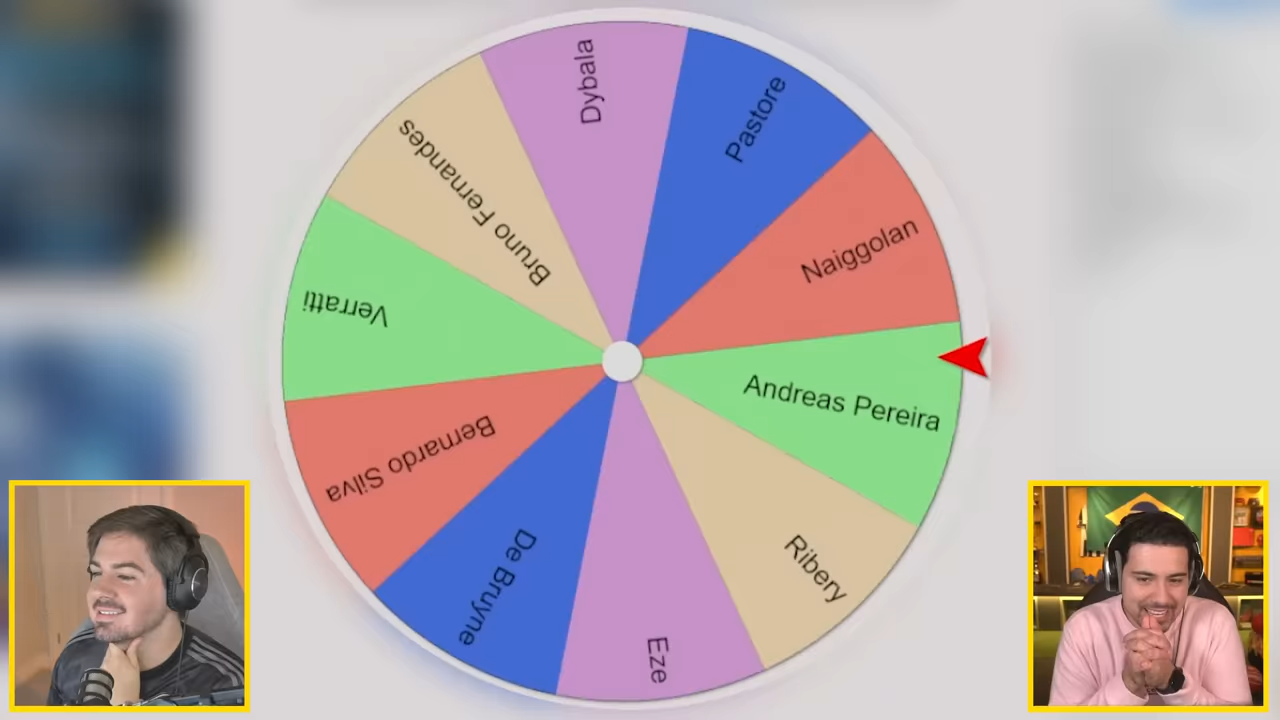 Dybala
Pastore
Naiggolan
Andreas Pereira
Ribery
Eze
De Bruyne
Bernardo Silva
Verratti
Bruno Fernandes